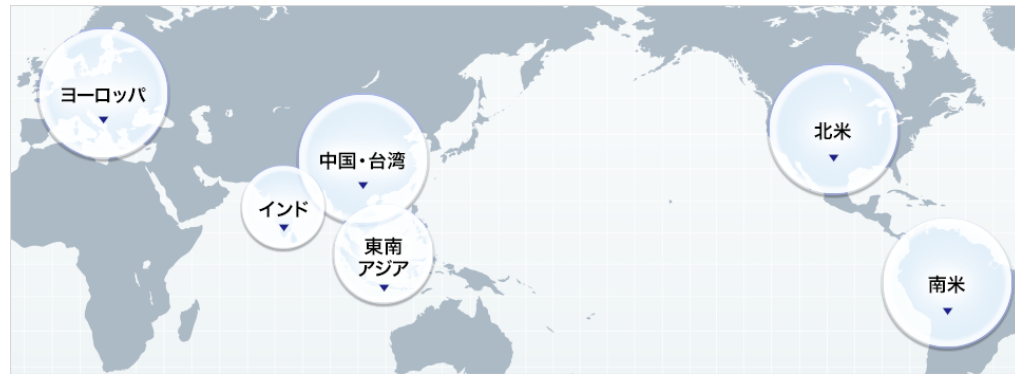 ヨーロッパ
中国・台湾
北米
インド
東南
アジア
南米